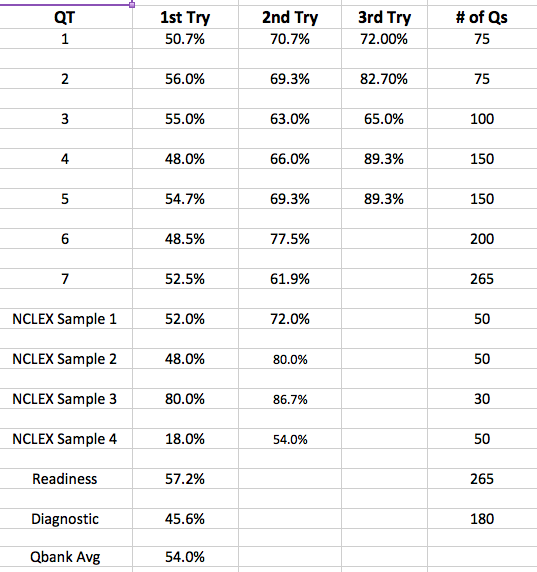 QT 1st Try 2nd Try 3rd Try # of Qs
1 50.7% 70.7% 72.00% 75
2 56.0% 69.3% 82.70% 75
3 55.0% 63.0% 65.0% 100
4 48.0% 66.0% 89.3% 150
5 54.7% 69.3% 89.3% 150
6 48.5% 77.5% 200
7 52.5% 61.9% 265
NCLEX Sample 1 52.0% 72.0% 50
NCLEX Sample 2 48.0% 80.0% 50
NCLEX Sample 3 80.0% 86.7% 30
NCLEX Sample 4 18.0% 54.0% 50
Readiness 57.2% 265
Diagnostic 45.6% 180
Qbank Avg 54.0%